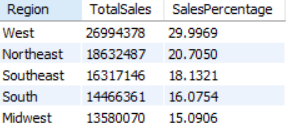 Region TotalSales SalesPercentage
West 26994378 29.9969
Northeast 18632487 20.7050
Southeast 16317146 18.1321
South 14466361 16.0754
Midwest 13580070 15.0906